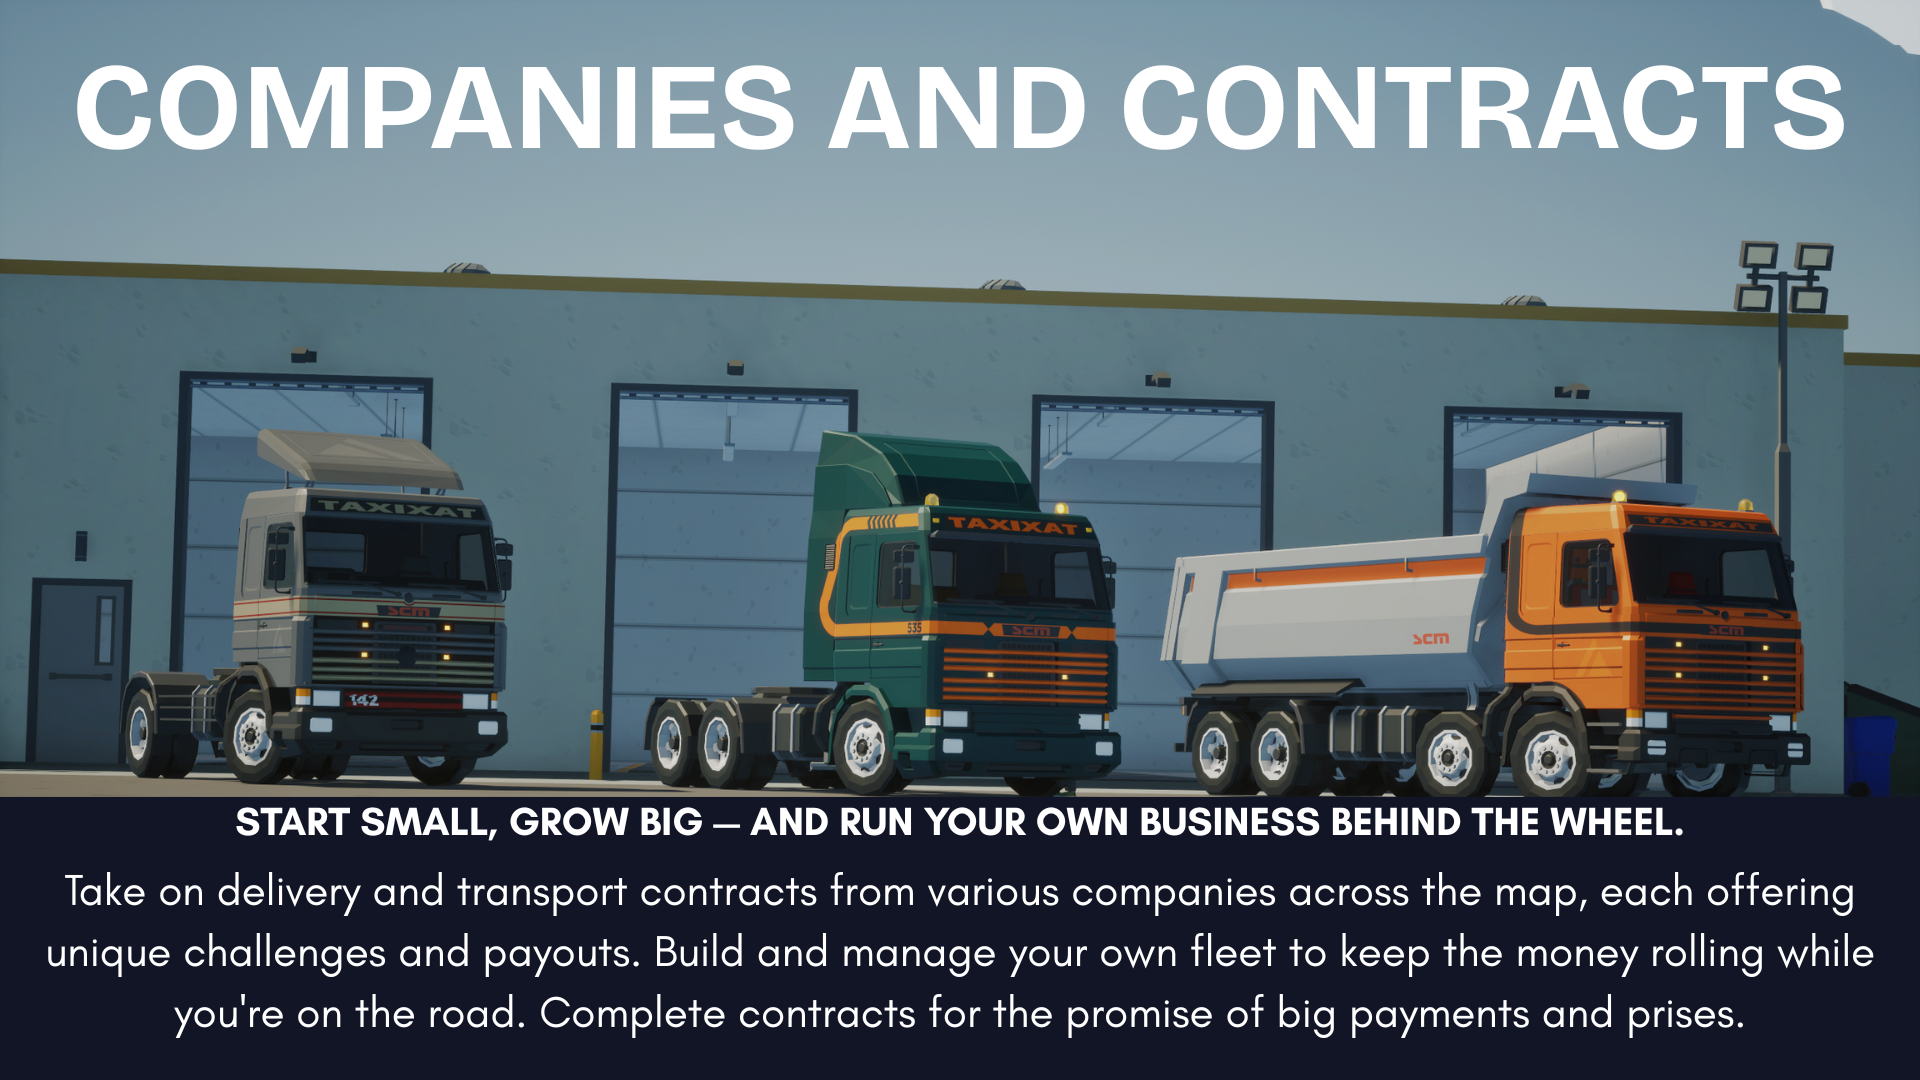 COMPANIES AND CONTRACTS
TAXIXAT
SCM
142
TAXIXAT
535
SCM
TAXIXAT
SCM
SCM
START SMALL, GROW BIG — AND RUN YOUR OWN BUSINESS BEHIND THE WHEEL.
Take on delivery and transport contracts from various companies across the map, each offering
unique challenges and payouts. Build and manage your own fleet to keep the money rolling while
you're on the road. Complete contracts for the promise of big payments and prises.